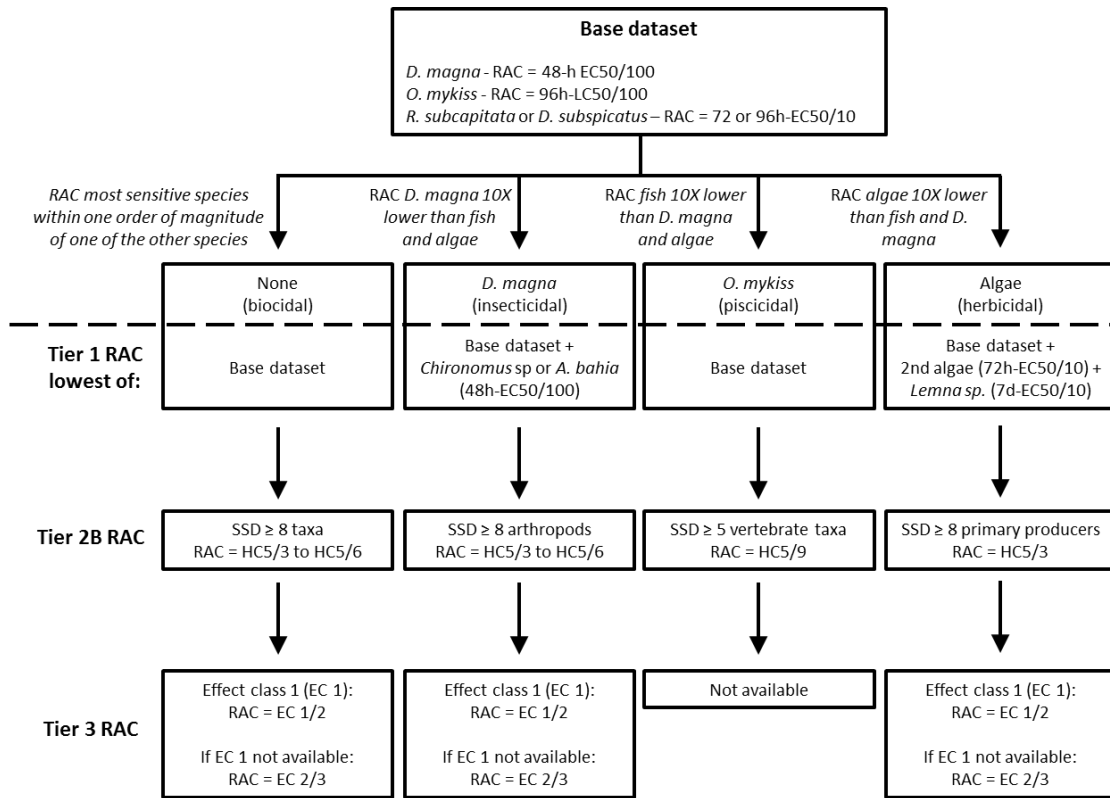 Base dataset
D. magna - RAC = 48-h EC50/100
O. mykiss - RAC = 96h-LC50/100
R. subcapitata or D. subspicatus – RAC = 72 or 96h-EC50/10
RAC most sensitive species
within one order of magnitude
of one of the other species
RAC D. magna 10X
lower than fish
and algae
RAC fish 10X lower
than D. magna
and algae
RAC algae 10X lower
than fish and D.
magna
None
(biocidal)
D. magna
(insecticidal)
O. mykiss
(piscicidal)
Algae
(herbicidal)
Tier 1 RAC
lowest of:
Base dataset
Base dataset +
Chironomus sp or A. bahia
(48h-EC50/100)
Base dataset
Base dataset +
2nd algae (72h-EC50/10) +
Lemna sp. (7d-EC50/10)
Tier 2B RAC
SSD ≥ 8 taxa
RAC = HC5/3 to HC5/6
SSD ≥ 8 arthropods
RAC = HC5/3 to HC5/6
SSD ≥ 5 vertebrate taxa
RAC = HC5/9
SSD ≥ 8 primary producers
RAC = HC5/3
Tier 3 RAC
Effect class 1 (EC 1):
RAC = EC 1/2
If EC 1 not available:
RAC = EC 2/3
Effect class 1 (EC 1):
RAC = EC 1/2
If EC 1 not available:
RAC = EC 2/3
Not available
Effect class 1 (EC 1):
RAC = EC 1/2
If EC 1 not available:
RAC = EC 2/3